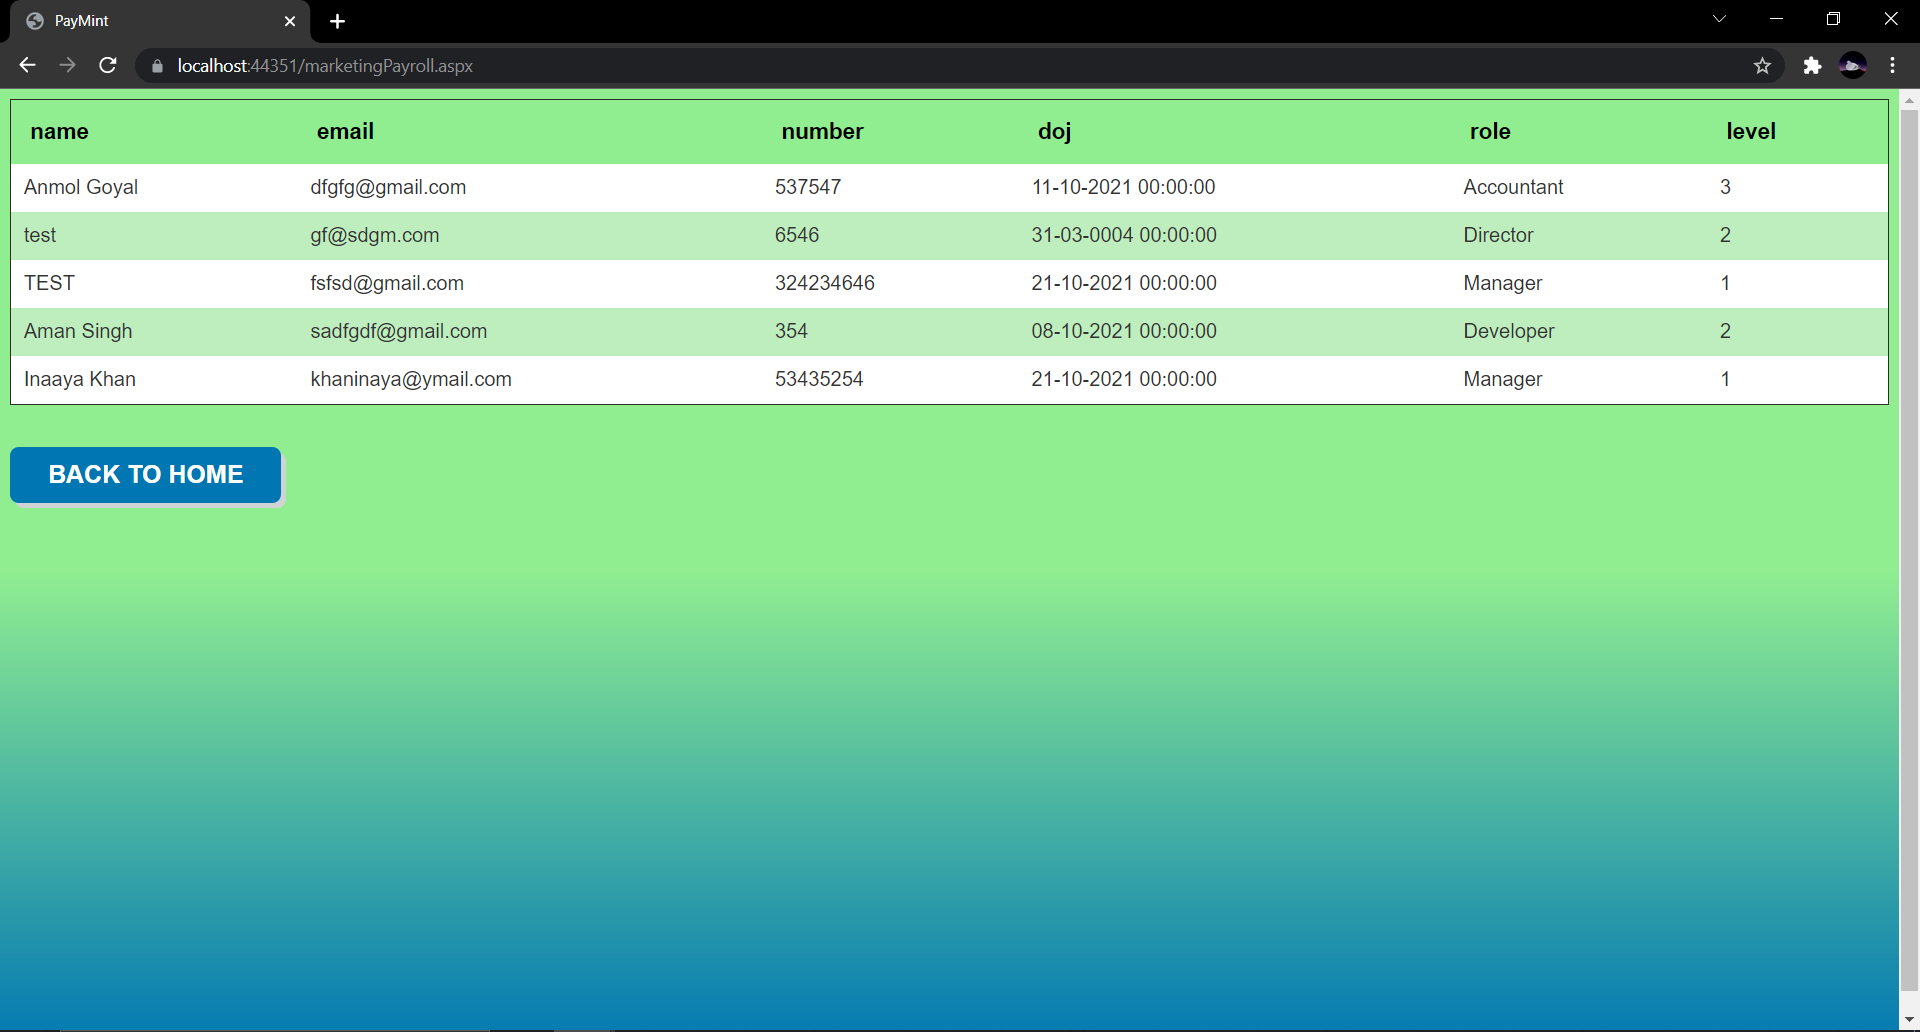 PayMint
localhost:44351/marketingPayroll.aspx
name email number doj role level
Anmol Goyal dfgfg@gmail.com 537547 11-10-2021 00:00:00 Accountant 3
test gf@sdgm.com 6546 31-03-0004 00:00:00 Director 2
TEST fsfsd@gmail.com 324234646 21-10-2021 00:00:00 Manager 1
Aman Singh sadfgdf@gmail.com 354 08-10-2021 00:00:00 Developer 2
Inaaya Khan khaninaya@ymail.com 53435254 21-10-2021 00:00:00 Manager 1
BACK TO HOME